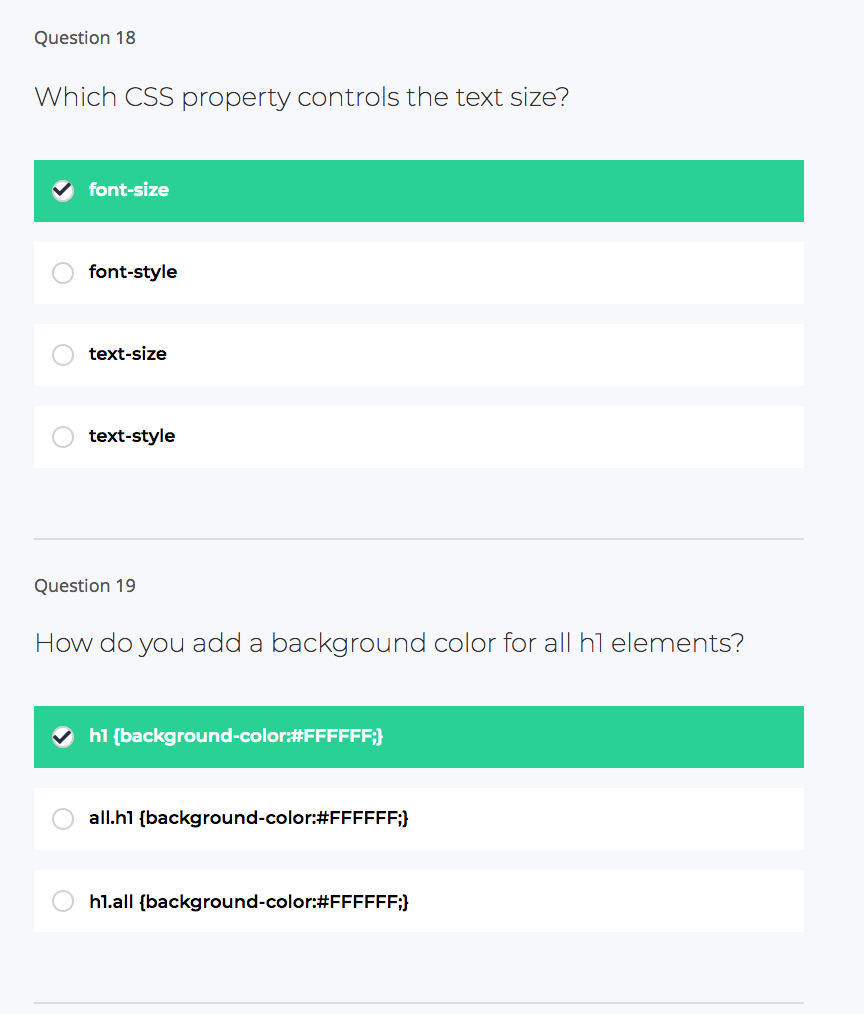 Question 18
Which CSS property controls the text size?
font-size
font-style
text-size
text-style
Question 19
How do you add a background color for all h1 elements?
h1 {background-color:#FFFFFF;}
all.h1 {background-color:#FFFFFF;}
h1.all {background-color:#FFFFFF;}